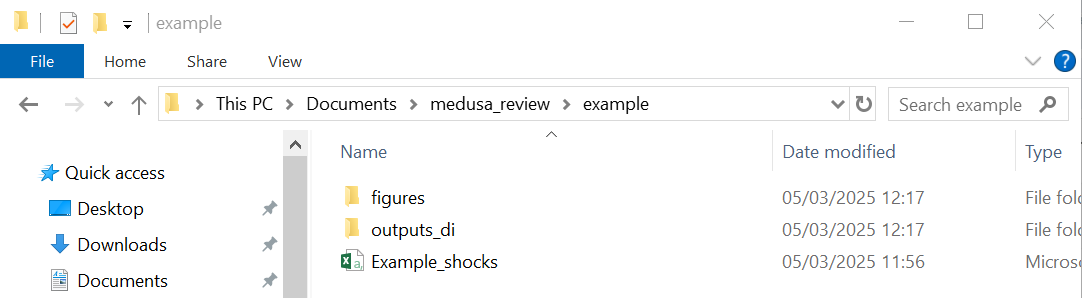 example
File Home Share View
This PC Documents medusa_review example Search example
Name Date modified Type
Quick access
Desktop
Downloads
Documents
figures 05/03/2025 12:17 File fol
outputs_di 05/03/2025 12:17 File fol
Example_shocks 05/03/2025 11:56 Micros